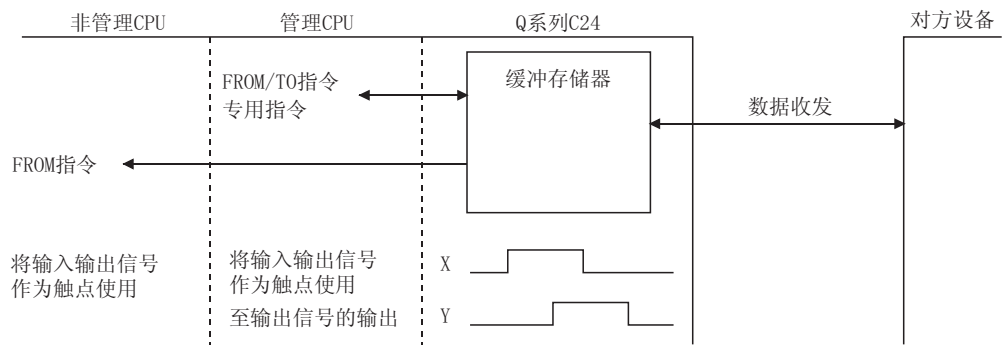 非管理CPU 管理CPU Q系列C24 对方设备
缓冲存储器
FROM/TO指令
专用指令
数据收发
FROM指令
将输入输出信号
作为触点使用
将输入输出信号
作为触点使用
至输出信号的输出
X
Y